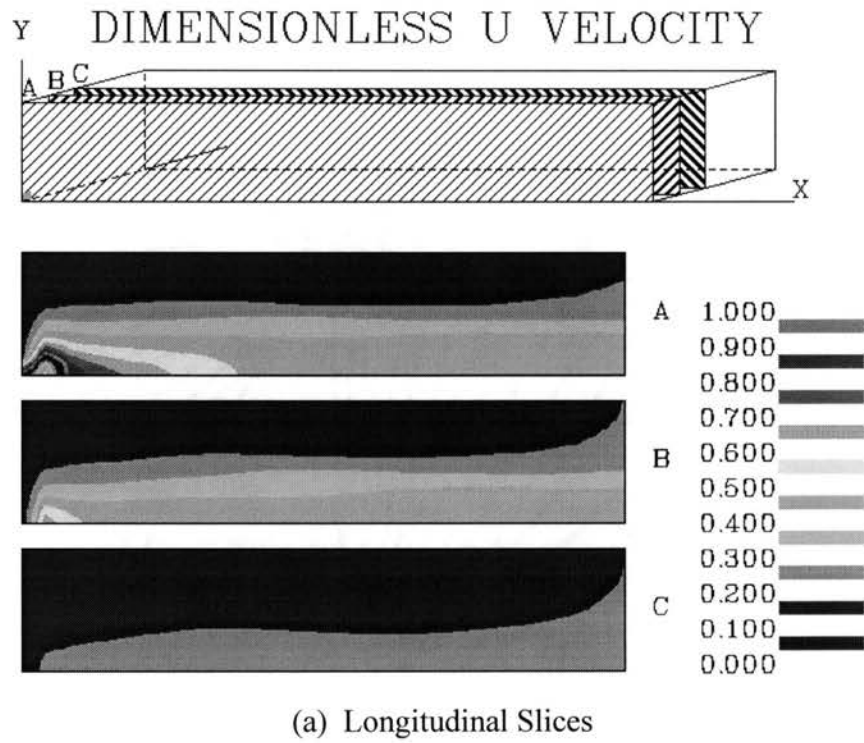 Y DIMENSIONLESS U VELOCITY
A B C
X
A
B
C
1.000
0.900
0.800
0.700
0.600
0.500
0.400
0.300
0.200
0.100
0.000
(a) Longitudinal Slices